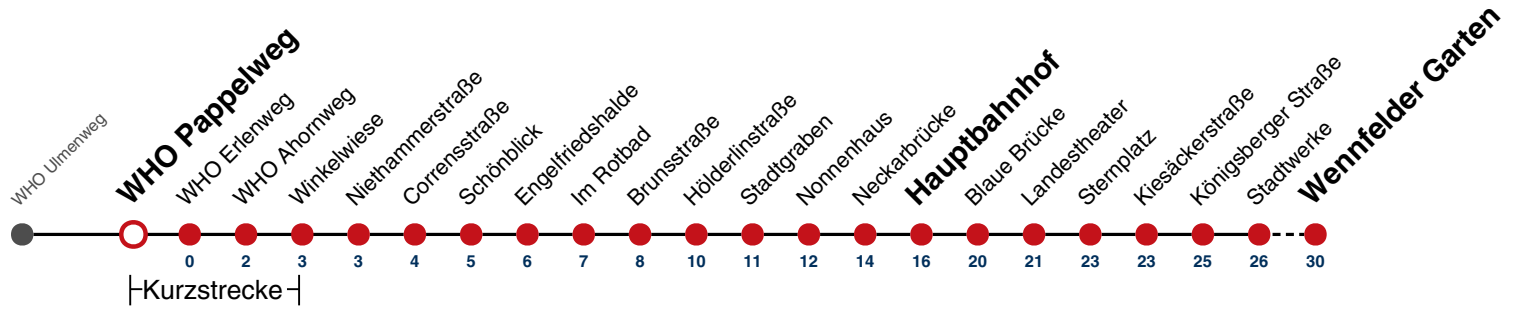 WHO Ulmenweg
WHO Pappelweg
WHO Erlenweg
WHO Ahornweg
Winkelwiese
Niethammerstraße
Corrensstraße
Schönblick
Engelfriedshalde
Im Rotbad
Brunsstraße
Hölderlinstraße
Stadtgraben
Nonnenhaus
Neckarbrücke
Hauptbahnhof
Blaue Brücke
Landestheater
Sternplatz
Kiesäckerstraße
Königsberger Straße
Stadtwerke
Wennfelder Garten
0 2 3 3 4 5 6 7 8 10 11 12 14 16 20 21 23 23 25 26 30
Kurzstrecke